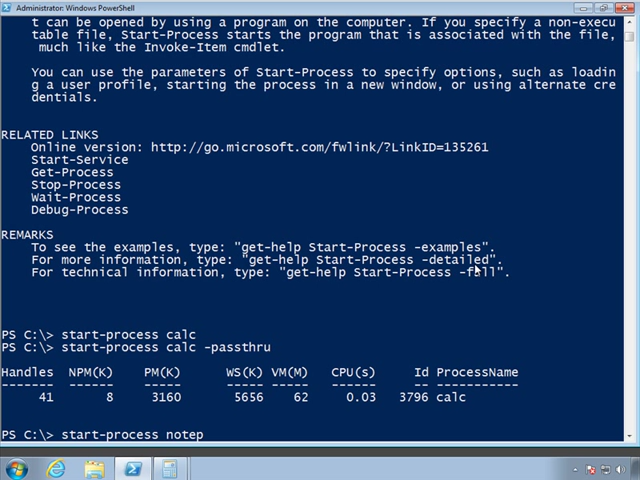 Administrator: Windows PowerShell
t can be opened by using a program on the computer. If you specify a non-execu
table file, Start-Process starts the program that is associated with the file,
much like the Invoke-Item cmdlet.
You can use the parameters of Start-Process to specify options, such as loadin
g a user profile, starting the process in a new window, or using alternate cre
dentials.
RELATED LINKS
Online version: http://go.microsoft.com/fwlink/?LinkID=135261
Start-Service
Get-Process
Stop-Process
Wait-Process
Debug-Process
REMARKS
To see the examples, type: "get-help Start-Process -examples".
For more information, type: "get-help Start-Process -detailed".
For technical information, type: "get-help Start-Process -full".
PS C:\> start-process calc
PS C:\> start-process calc -passthru
Handles NPM(K) PM(K) WS(K) VM(M) CPU(s) Id ProcessName
------- ------ ----- ----- ----- ------ -- -----------
41 8 3160 5656 62 0.03 3796 calc
PS C:\> start-process notep